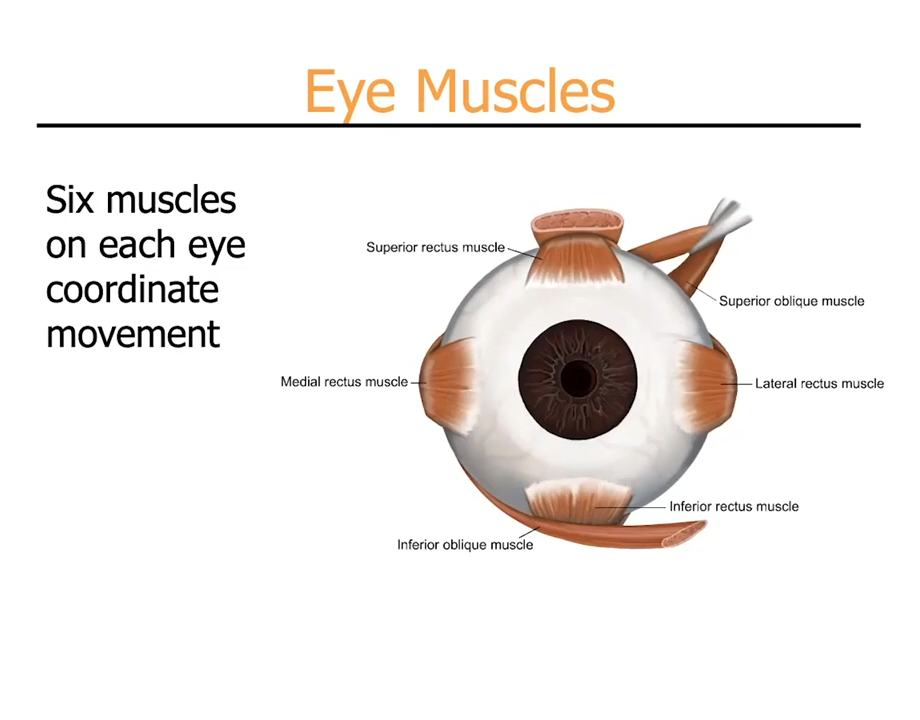 Eye Muscles
Six muscles
on each eye
coordinate
movement
Superior rectus muscle
Superior oblique muscle
Medial rectus muscle
Lateral rectus muscle
Inferior rectus muscle
Inferior oblique muscle